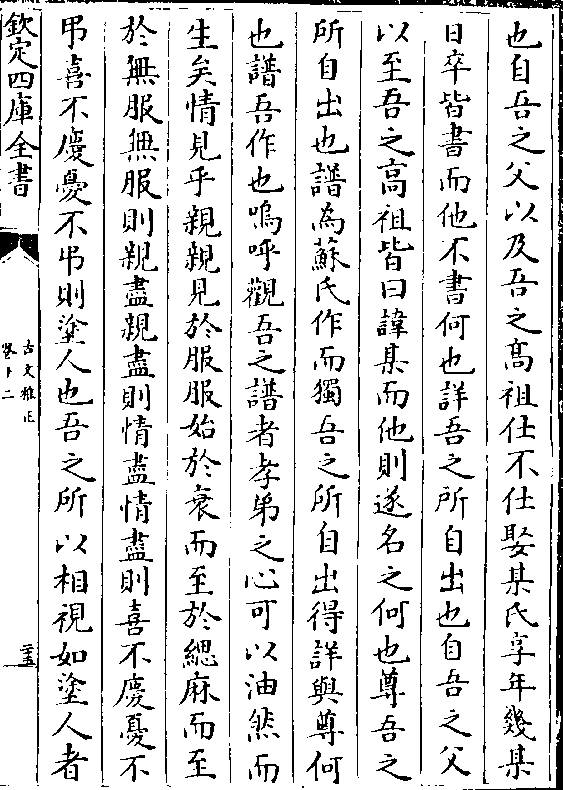 也自吾之父以及吾之髙祖仕不仕娶某氏享年幾某
日卒皆書而他不書何也詳吾之所自出也自吾之父
以至吾之髙祖皆曰諱某而他則遂名之何也尊吾之
所自出也譜為蘇氏作而獨吾之所自出得詳與尊何
也譜吾作也嗚呼觀吾之譜者孝弟之心可以油然而
生矣情見乎親親見於服服始於衰而至於緦麻而至
於無服無服則親盡親盡則情盡情盡則喜不慶憂不
弔喜不慶憂不弔則塗人也吾之所以相視如塗人者
欽定四庫全書
古文雅正
卷十二
二十五